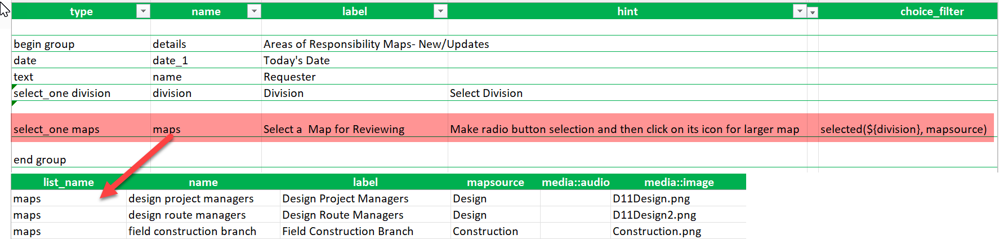 type name label hint choice_filter
begin group details Areas of Responsibility Maps- New/Updates
date date_1 Today's Date
text name Requester
select_one division division Division Select Division
select_one maps maps Select a  Map for Reviewing Make radio button selection and then click on its icon for larger map selected(${division}, mapsource)
end group
list_name name label mapsource media::audio media::image
maps design project managers Design Project Managers Design D11Design.png
maps design route managers Design Route Managers Design D11Design2.png
maps field construction branch Field Construction Branch Construction Construction.png